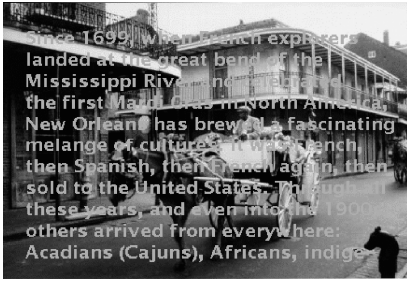 Since 1699, when French explorers
landed at the great bend of the
Mississippi River and celebrated
the first Mardi Gras in North America,
New Orleans has brewed a fascinating
melange of cultures. It was French,
then Spanish, then French again, then
sold to the United States. Through all
these years, and even into the 1900s,
others arrived from everywhere:
Acadians (Cajuns), Africans, indige